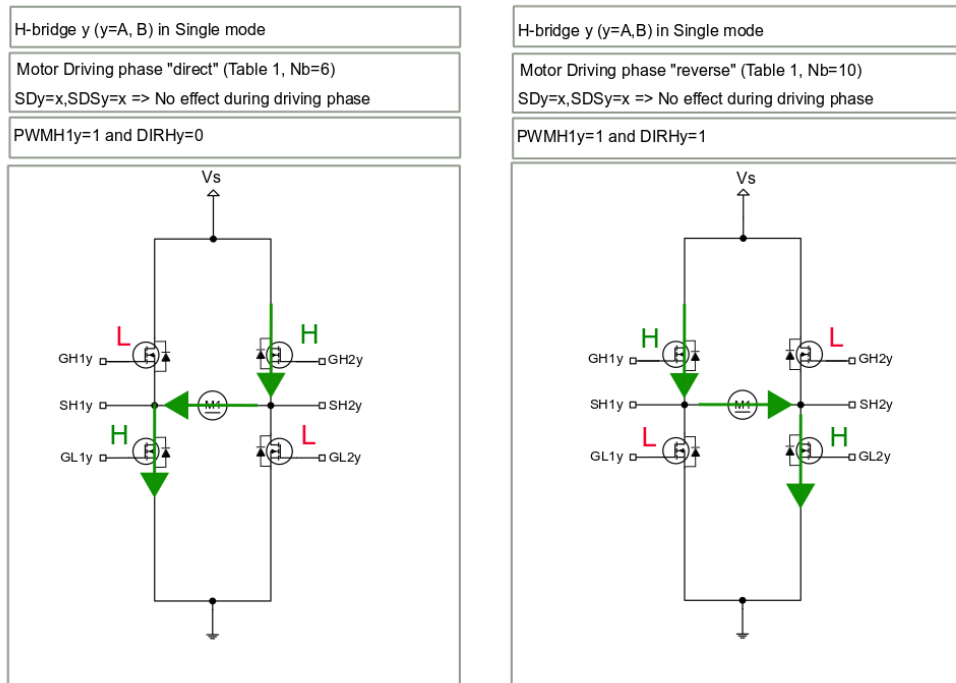 H-bridge y (y=A, B) in Single mode
Motor Driving phase "direct" (Table 1, Nb=6)
SDy=x,SDSy=x => No effect during driving phase
PWMH1y=1 and DIRHy=0
Vs
L
H
GH1y
GH2y
SH1y
M1
SH2y
H
L
GL1y
GL2y
H-bridge y (y=A,B) in Single mode
Motor Driving phase "reverse" (Table 1, Nb=10)
SDy=x,SDSy=x => No effect during driving phase
PWMH1y=1 and DIRHy=1
Vs
H
L
GH1y
GH2y
SH1y
M1
SH2y
L
H
GL1y
GL2y